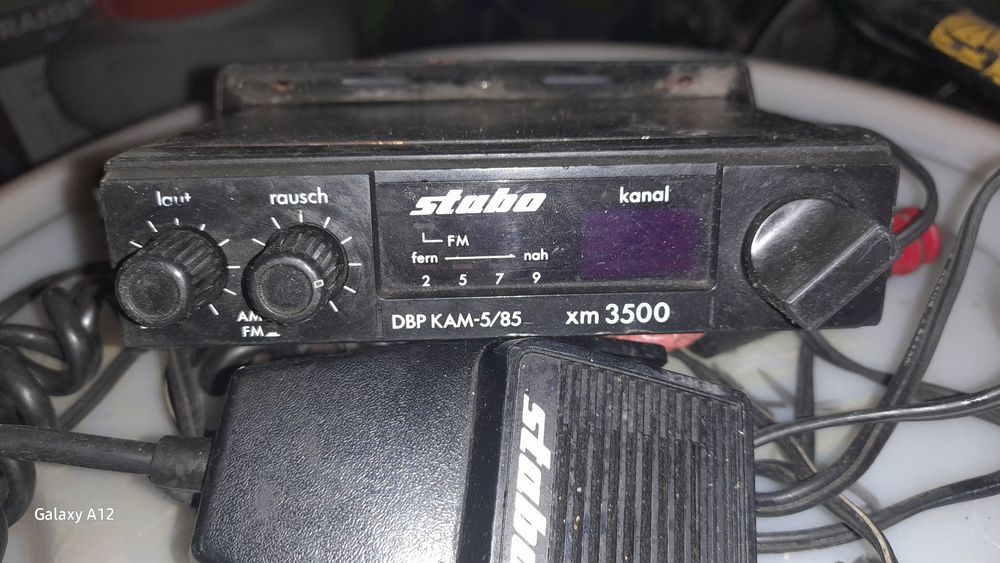 laut
rausch
AM
FM
stabo
FM
fern
nah
2 5 7 9
kanal
DBP KAM-5/85
xm 3500
stabo
Galaxy A12